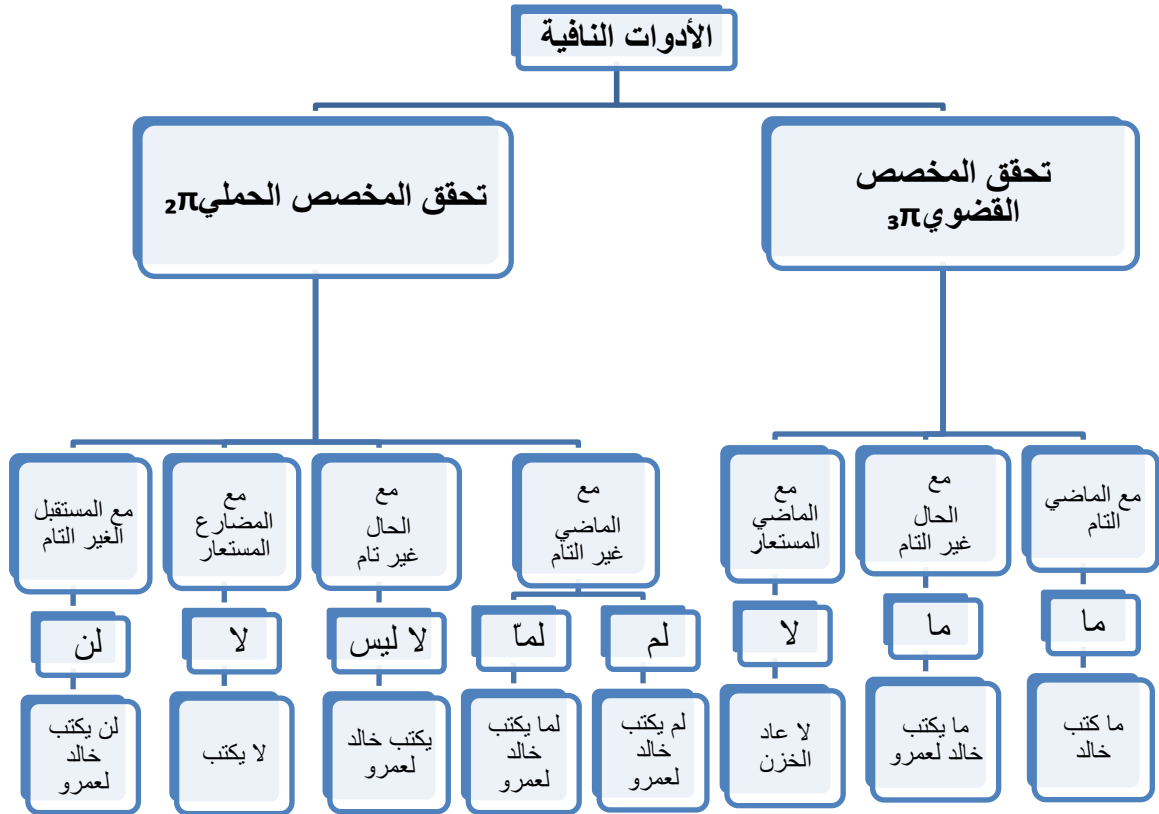 الأدوات النافية
تحقق المخصص
القضوي π₃
تحقق المخصص الحملي π₂
مع الماضي
التام
مع
الحال
غير التام
مع
الماضي
المستعار
مع
الماضي
غير التام
مع
الحال
غير تام
مع
المضارع
المستعار
مع المستقبل
الغير التام
ما
ما
لا
لم
لماّ
لا ليس
لا
لن
ما كتب
خالد
ما يكتب
خالد لعمرو
لا عاد
الخزن
لم يكتب
خالد
لعمرو
لما يكتب
خالد
لعمرو
يكتب خالد
لعمرو
لا يكتب
لن يكتب
خالد
لعمرو